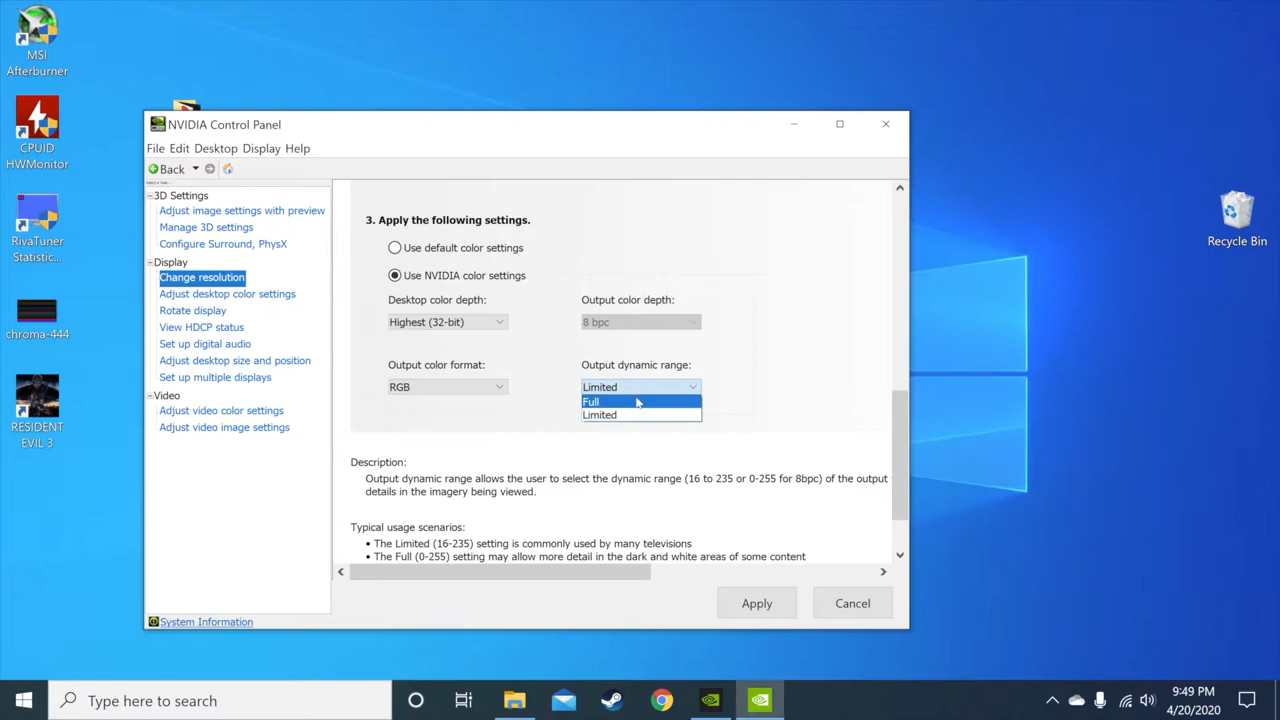 MSI
Afterburner
CPUID
HWMonitor
RivaTuner
Statistic...
chroma-444
RESIDENT
EVIL 3
Recycle Bin
NVIDIA Control Panel
File Edit Desktop Display Help
Back
3D Settings
Adjust image settings with preview
Manage 3D settings
Configure Surround, PhysX
Display
Change resolution
Adjust desktop color settings
Rotate display
View HDCP status
Set up digital audio
Adjust desktop size and position
Set up multiple displays
Video
Adjust video color settings
Adjust video image settings
System Information
3. Apply the following settings.
Use default color settings
Use NVIDIA color settings
Desktop color depth: Output color depth:
Highest (32-bit) 8 bpc
Output color format: Output dynamic range:
RGB Limited
Full
Limited
Description:
Output dynamic range allows the user to select the dynamic range (16 to 235 or 0-255 for 8bpc) of the output
details in the imagery being viewed.
Typical usage scenarios:
• The Limited (16-235) setting is commonly used by many televisions
• The Full (0-255) setting may allow more detail in the dark and white areas of some content
Apply Cancel
Type here to search
9:49 PM
4/20/2020